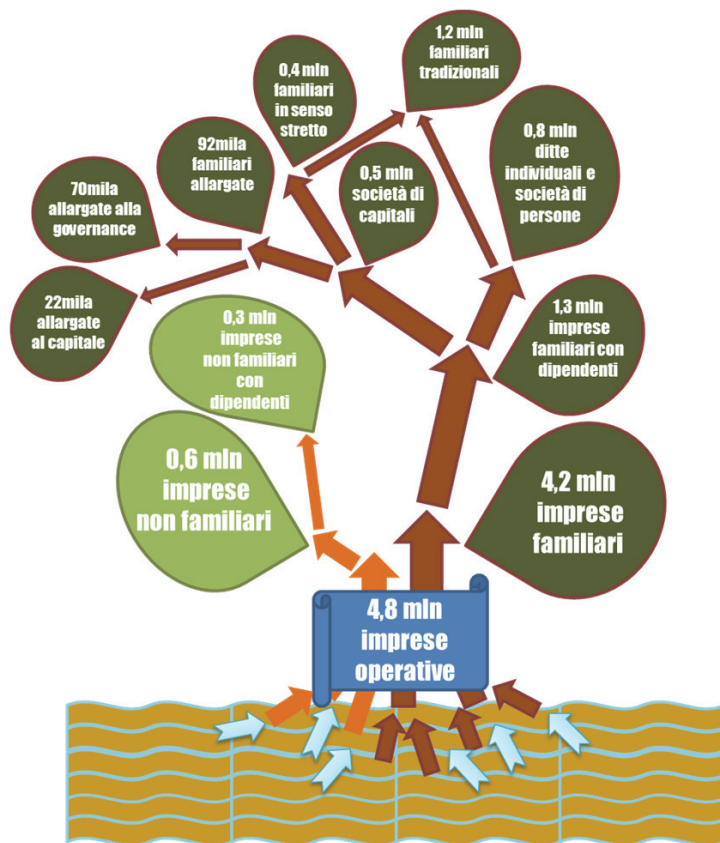 1,2 mln
familiari
tradizionali
0,4 mln
familiari
in senso
stretto
0,8 mln
ditte
individuali e
società di
persone
92mila
familiari
allargate
0,5 mln
società di
capitali
70mila
allargate alla
governance
22mila
allargate
al capitale
0,3 mln
imprese
non familiari
con
dipendenti
1,3 mln
imprese
familiari con
dipendenti
0,6 mln
imprese
non familiari
4,2 mln
imprese
familiari
4,8 mln
imprese
operative